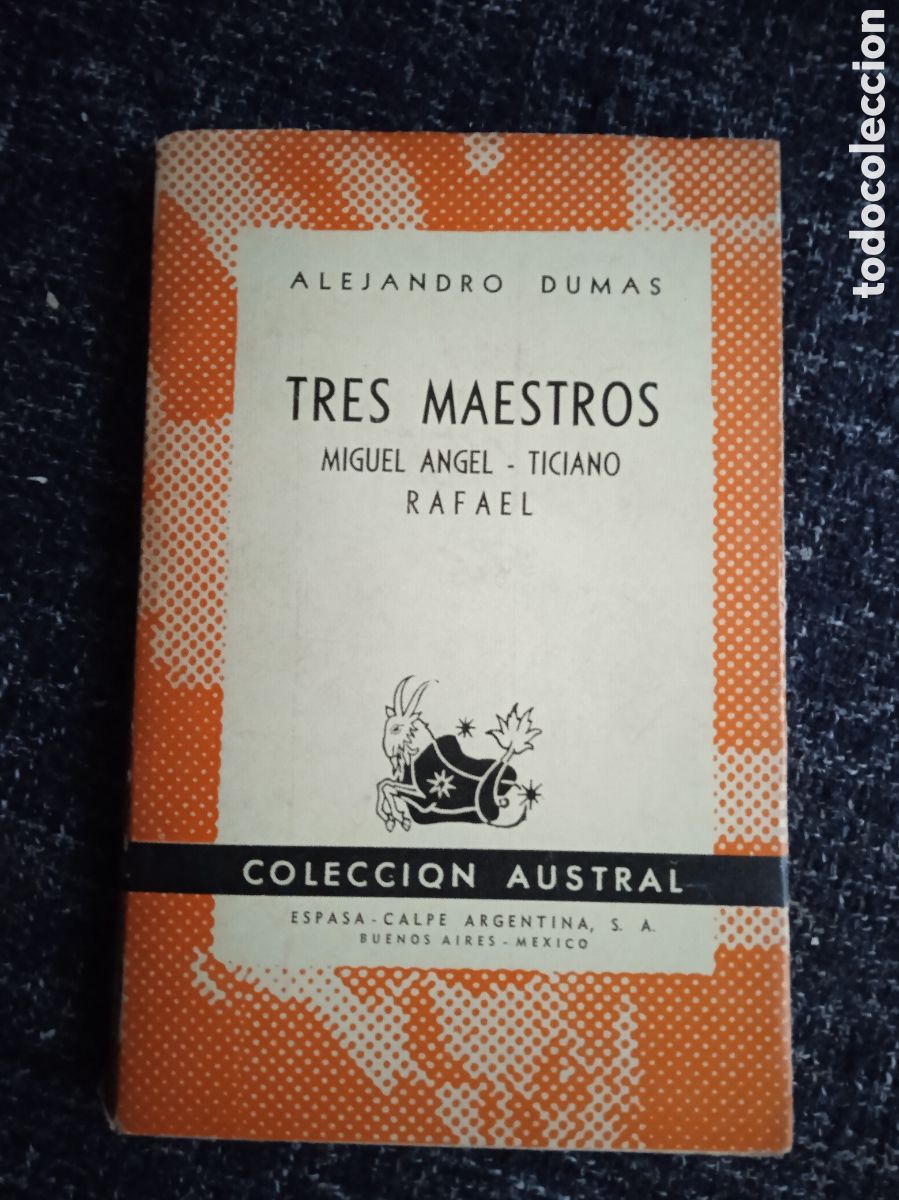 ALEJANDRO DUMAS
TRES MAESTROS
MIGUEL ANGEL - TICIANO
RAFAEL
COLECCION AUSTRAL
ESPASA - CALPE ARGENTINA, S. A.
BUENOS AIRES - MEXICO
todocoleccion